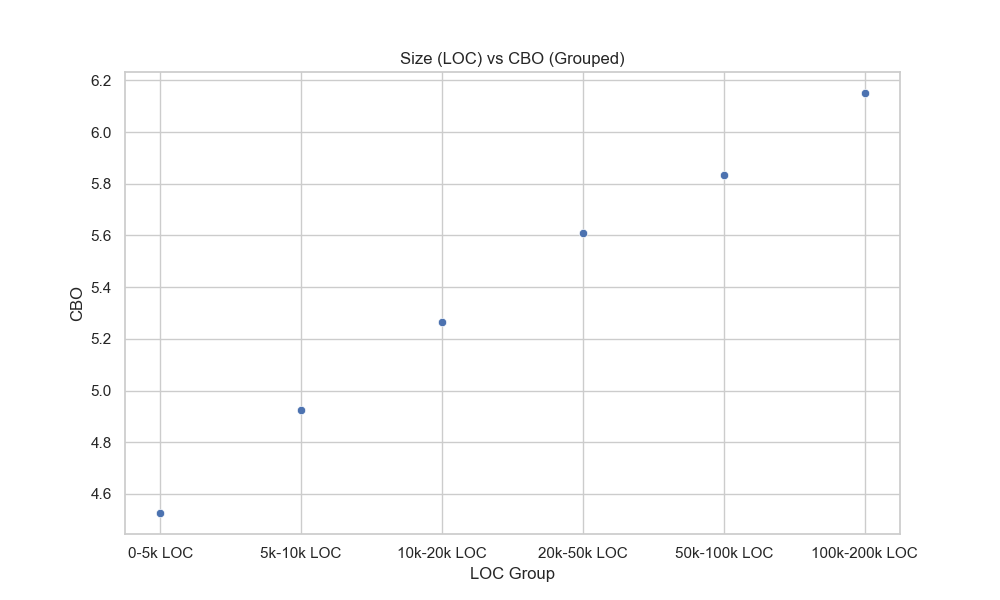 Size (LOC) vs CBO (Grouped)
6.2
6.0
5.8
5.6
5.4
5.2
5.0
4.8
4.6
CBO
0-5k LOC
5k-10k LOC
10k-20k LOC
20k-50k LOC
50k-100k LOC
100k-200k LOC
LOC Group